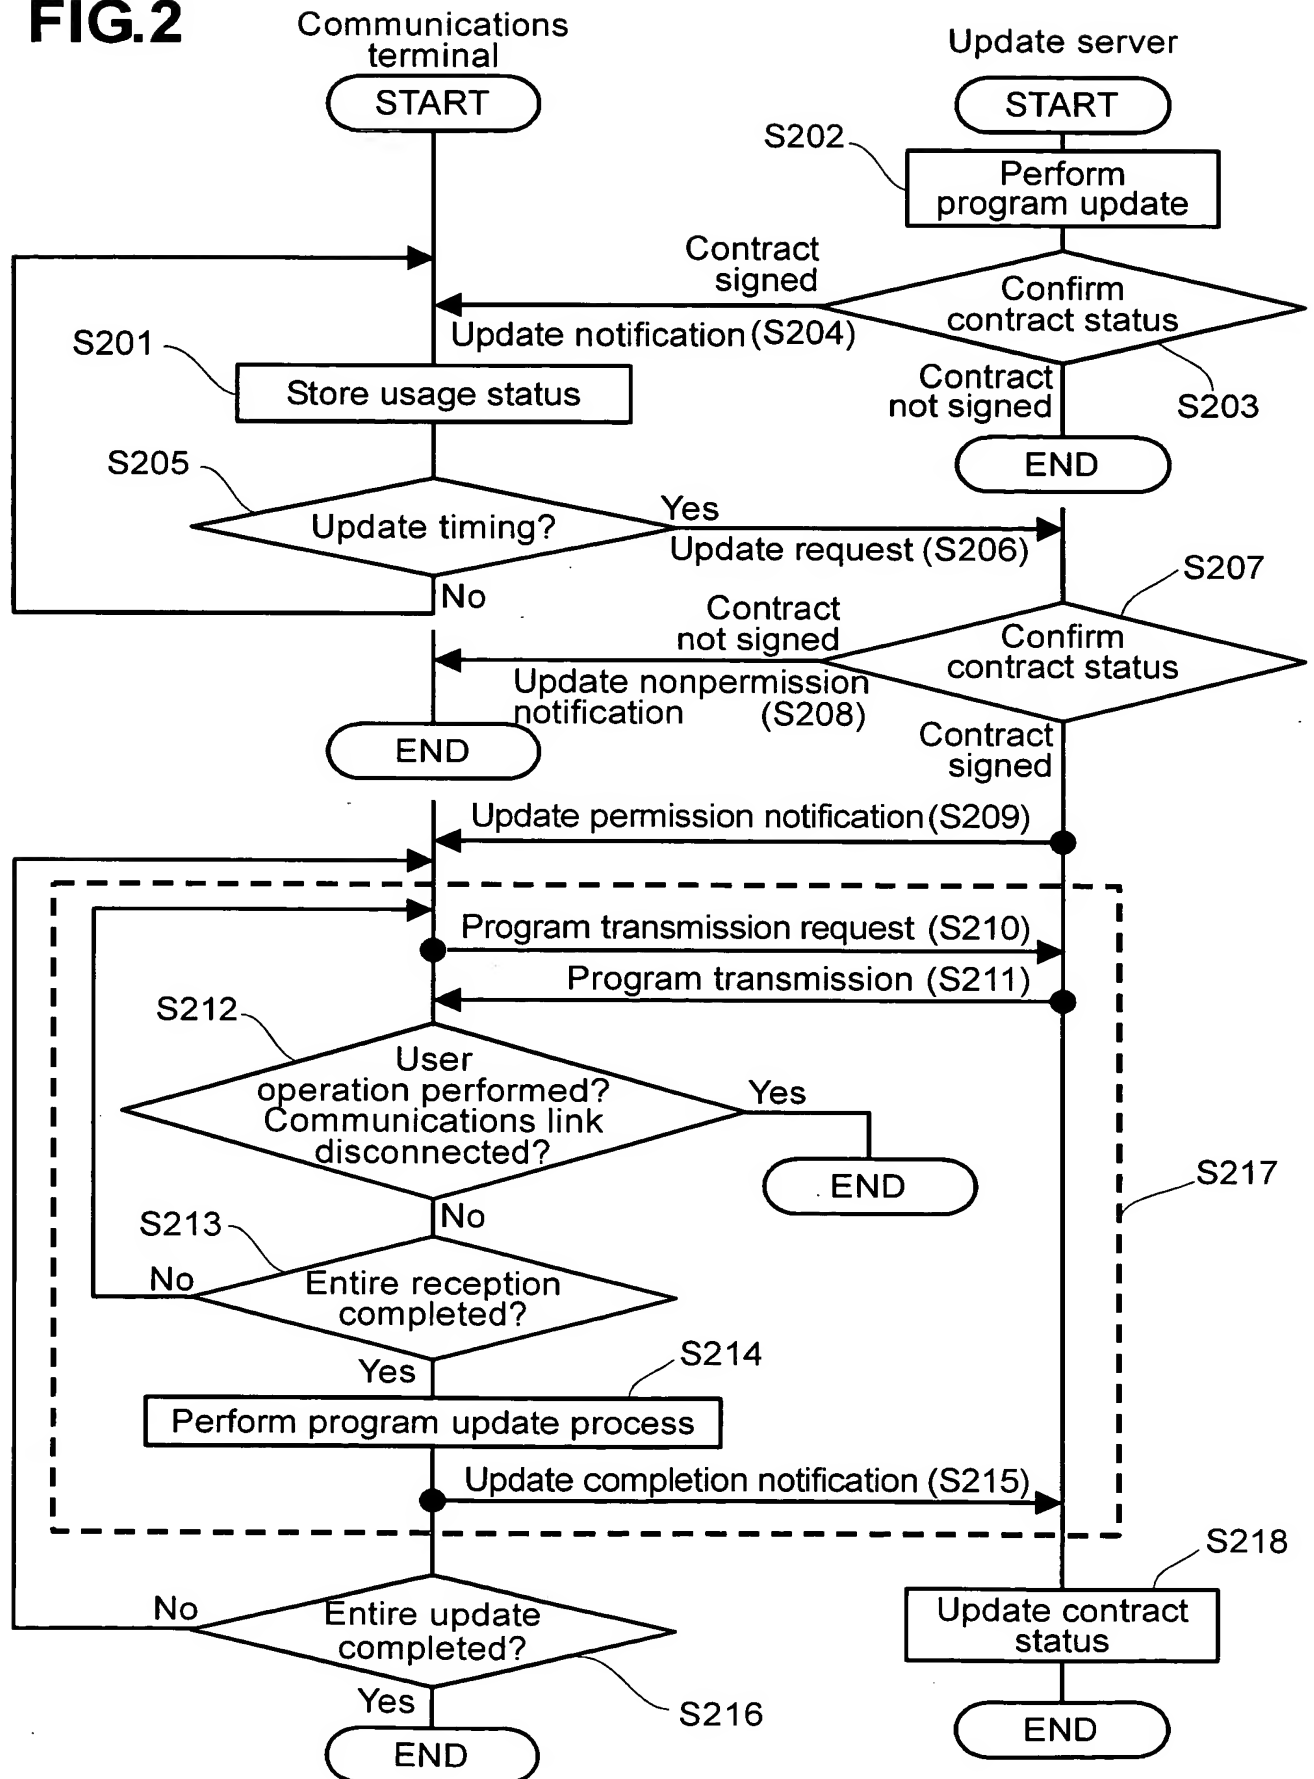 FIG.2
Communications
terminal
Update server
START
START
S202
Perform
program update
Contract
signed
Confirm
contract status
Update notification (S204)
S201
Store usage status
Contract
not signed
S203
END
S205
Update timing?
Yes
Update request (S206)
No
S207
Contract
not signed
Confirm
contract status
Update nonpermission
notification (S208)
END
Contract
signed
Update permission notification (S209)
Program transmission request (S210)
Program transmission (S211)
S212
User
operation performed?
Communications link
disconnected?
Yes
END
S217
No
S213
No
Entire reception
completed?
Yes
S214
Perform program update process
Update completion notification (S215)
S218
No
Entire update
completed?
Update contract
status
Yes
S216
END
END